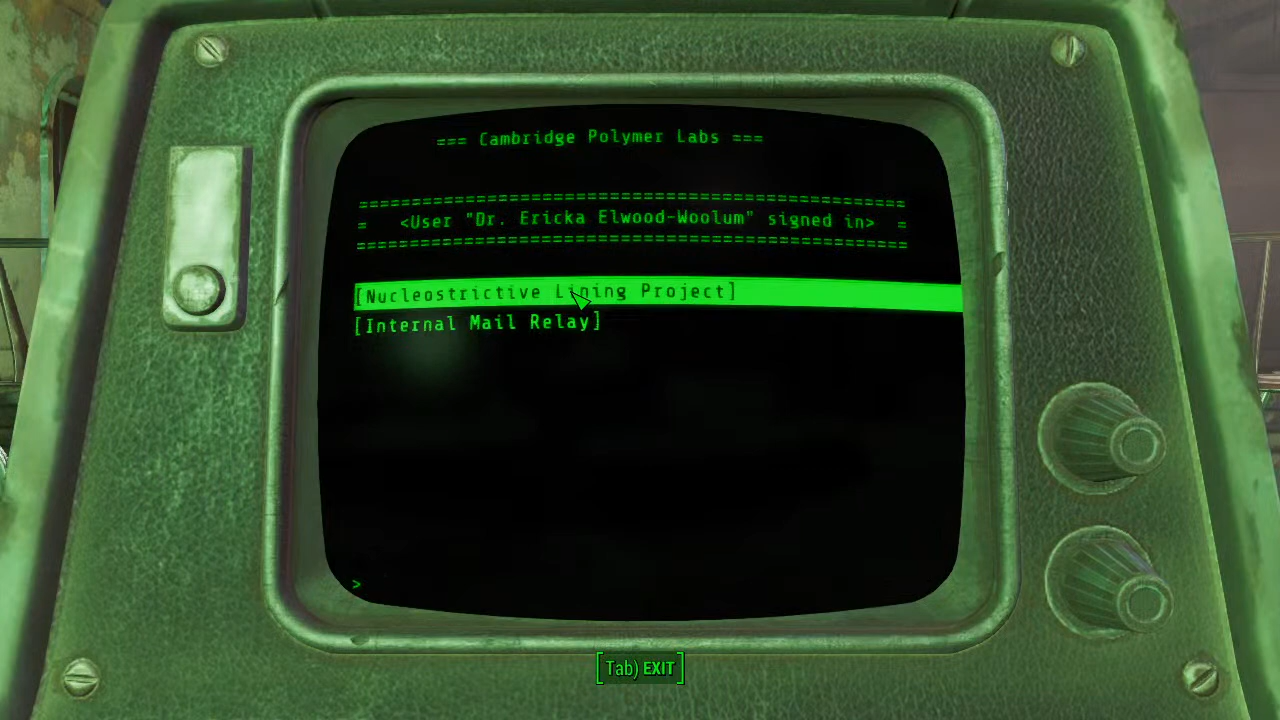 === Cambridge Polymer Labs ===
==================================================
= <User "Dr. Ericka Elwood-Woolum" signed in> =
==================================================
[Nucleostrictive Lining Project]
[Internal Mail Relay]
>
[Tab) EXIT]